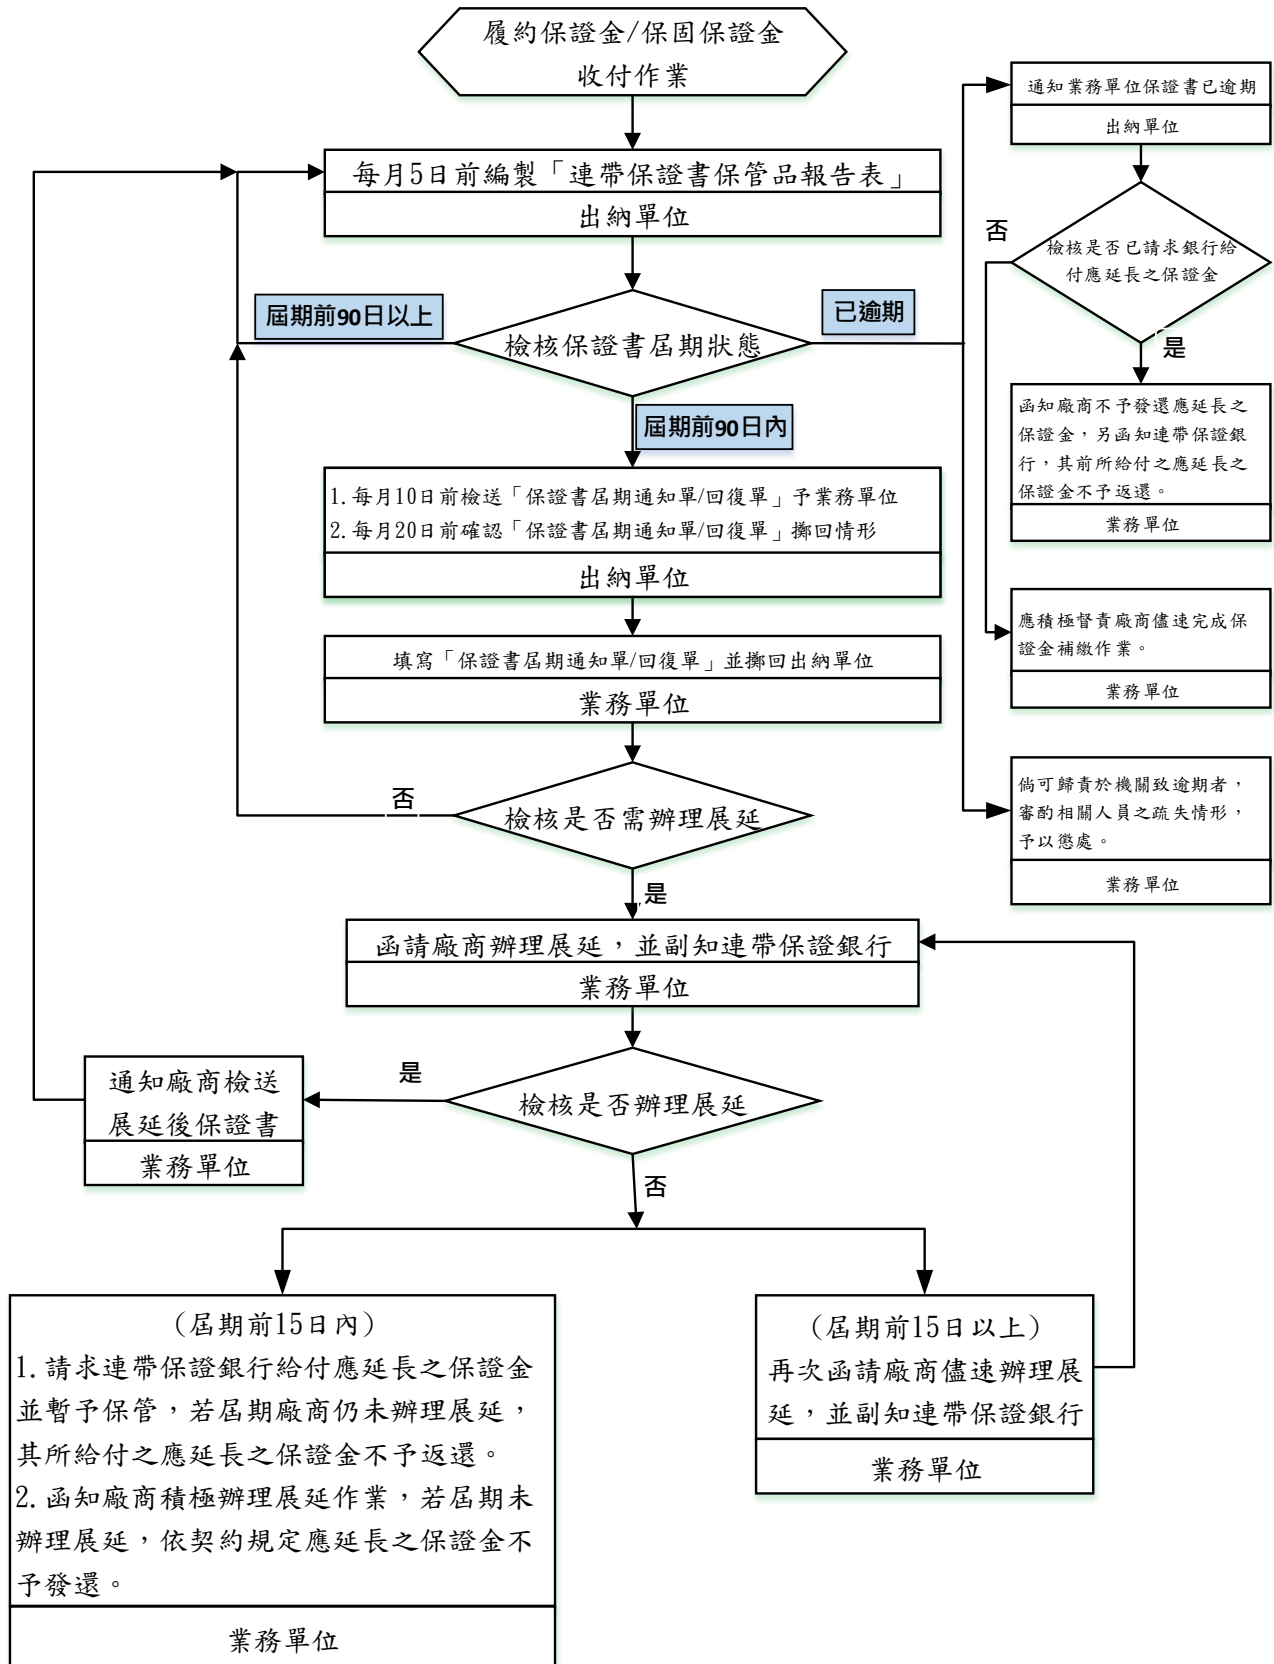 履約保證金/保固保證金
收付作業
每月5日前編製「連帶保證書保管品報告表」
出納單位
屆期前90日以上
檢核保證書屆期狀態
已逾期
屆期前90日內
1.每月10日前檢送「保證書屆期通知單/回復單」予業務單位
2.每月20日前確認「保證書屆期通知單/回復單」擲回情形
出納單位
填寫「保證書屆期通知單/回復單」並擲回出納單位
業務單位
否
檢核是否需辦理展延
是
函請廠商辦理展延，並副知連帶保證銀行
業務單位
是
檢核是否辦理展延
通知廠商檢送
展延後保證書
業務單位
否
(屆期前15日內)
1.請求連帶保證銀行給付應延長之保證金
並暫予保管，若屆期廠商仍未辦理展延，
其所給付之應延長之保證金不予返還。
2.函知廠商積極辦理展延作業，若屆期未
辦理展延，依契約規定應延長之保證金不
予發還。
業務單位
(屆期前15日以上)
再次函請廠商儘速辦理展
延，並副知連帶保證銀行
業務單位
通知業務單位保證書已逾期
出納單位
否
檢核是否已請求銀行給
付應延長之保證金
是
函知廠商不予發還應延長之
保證金，另函知連帶保證銀
行，其前所給付之應延長之
保證金不予返還。
業務單位
應積極督責廠商儘速完成保
證金補繳作業。
業務單位
倘可歸責於機關致逾期者，
審酌相關人員之疏失情形，
予以懲處。
業務單位